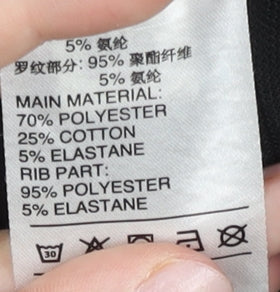 5% 氨纶
罗纹部分: 95% 聚酯纤维
5% 氨纶
MAIN MATERIAL:
70% POLYESTER
25% COTTON
5% ELASTANE
RIB PART:
95% POLYESTER
5% ELASTANE
30